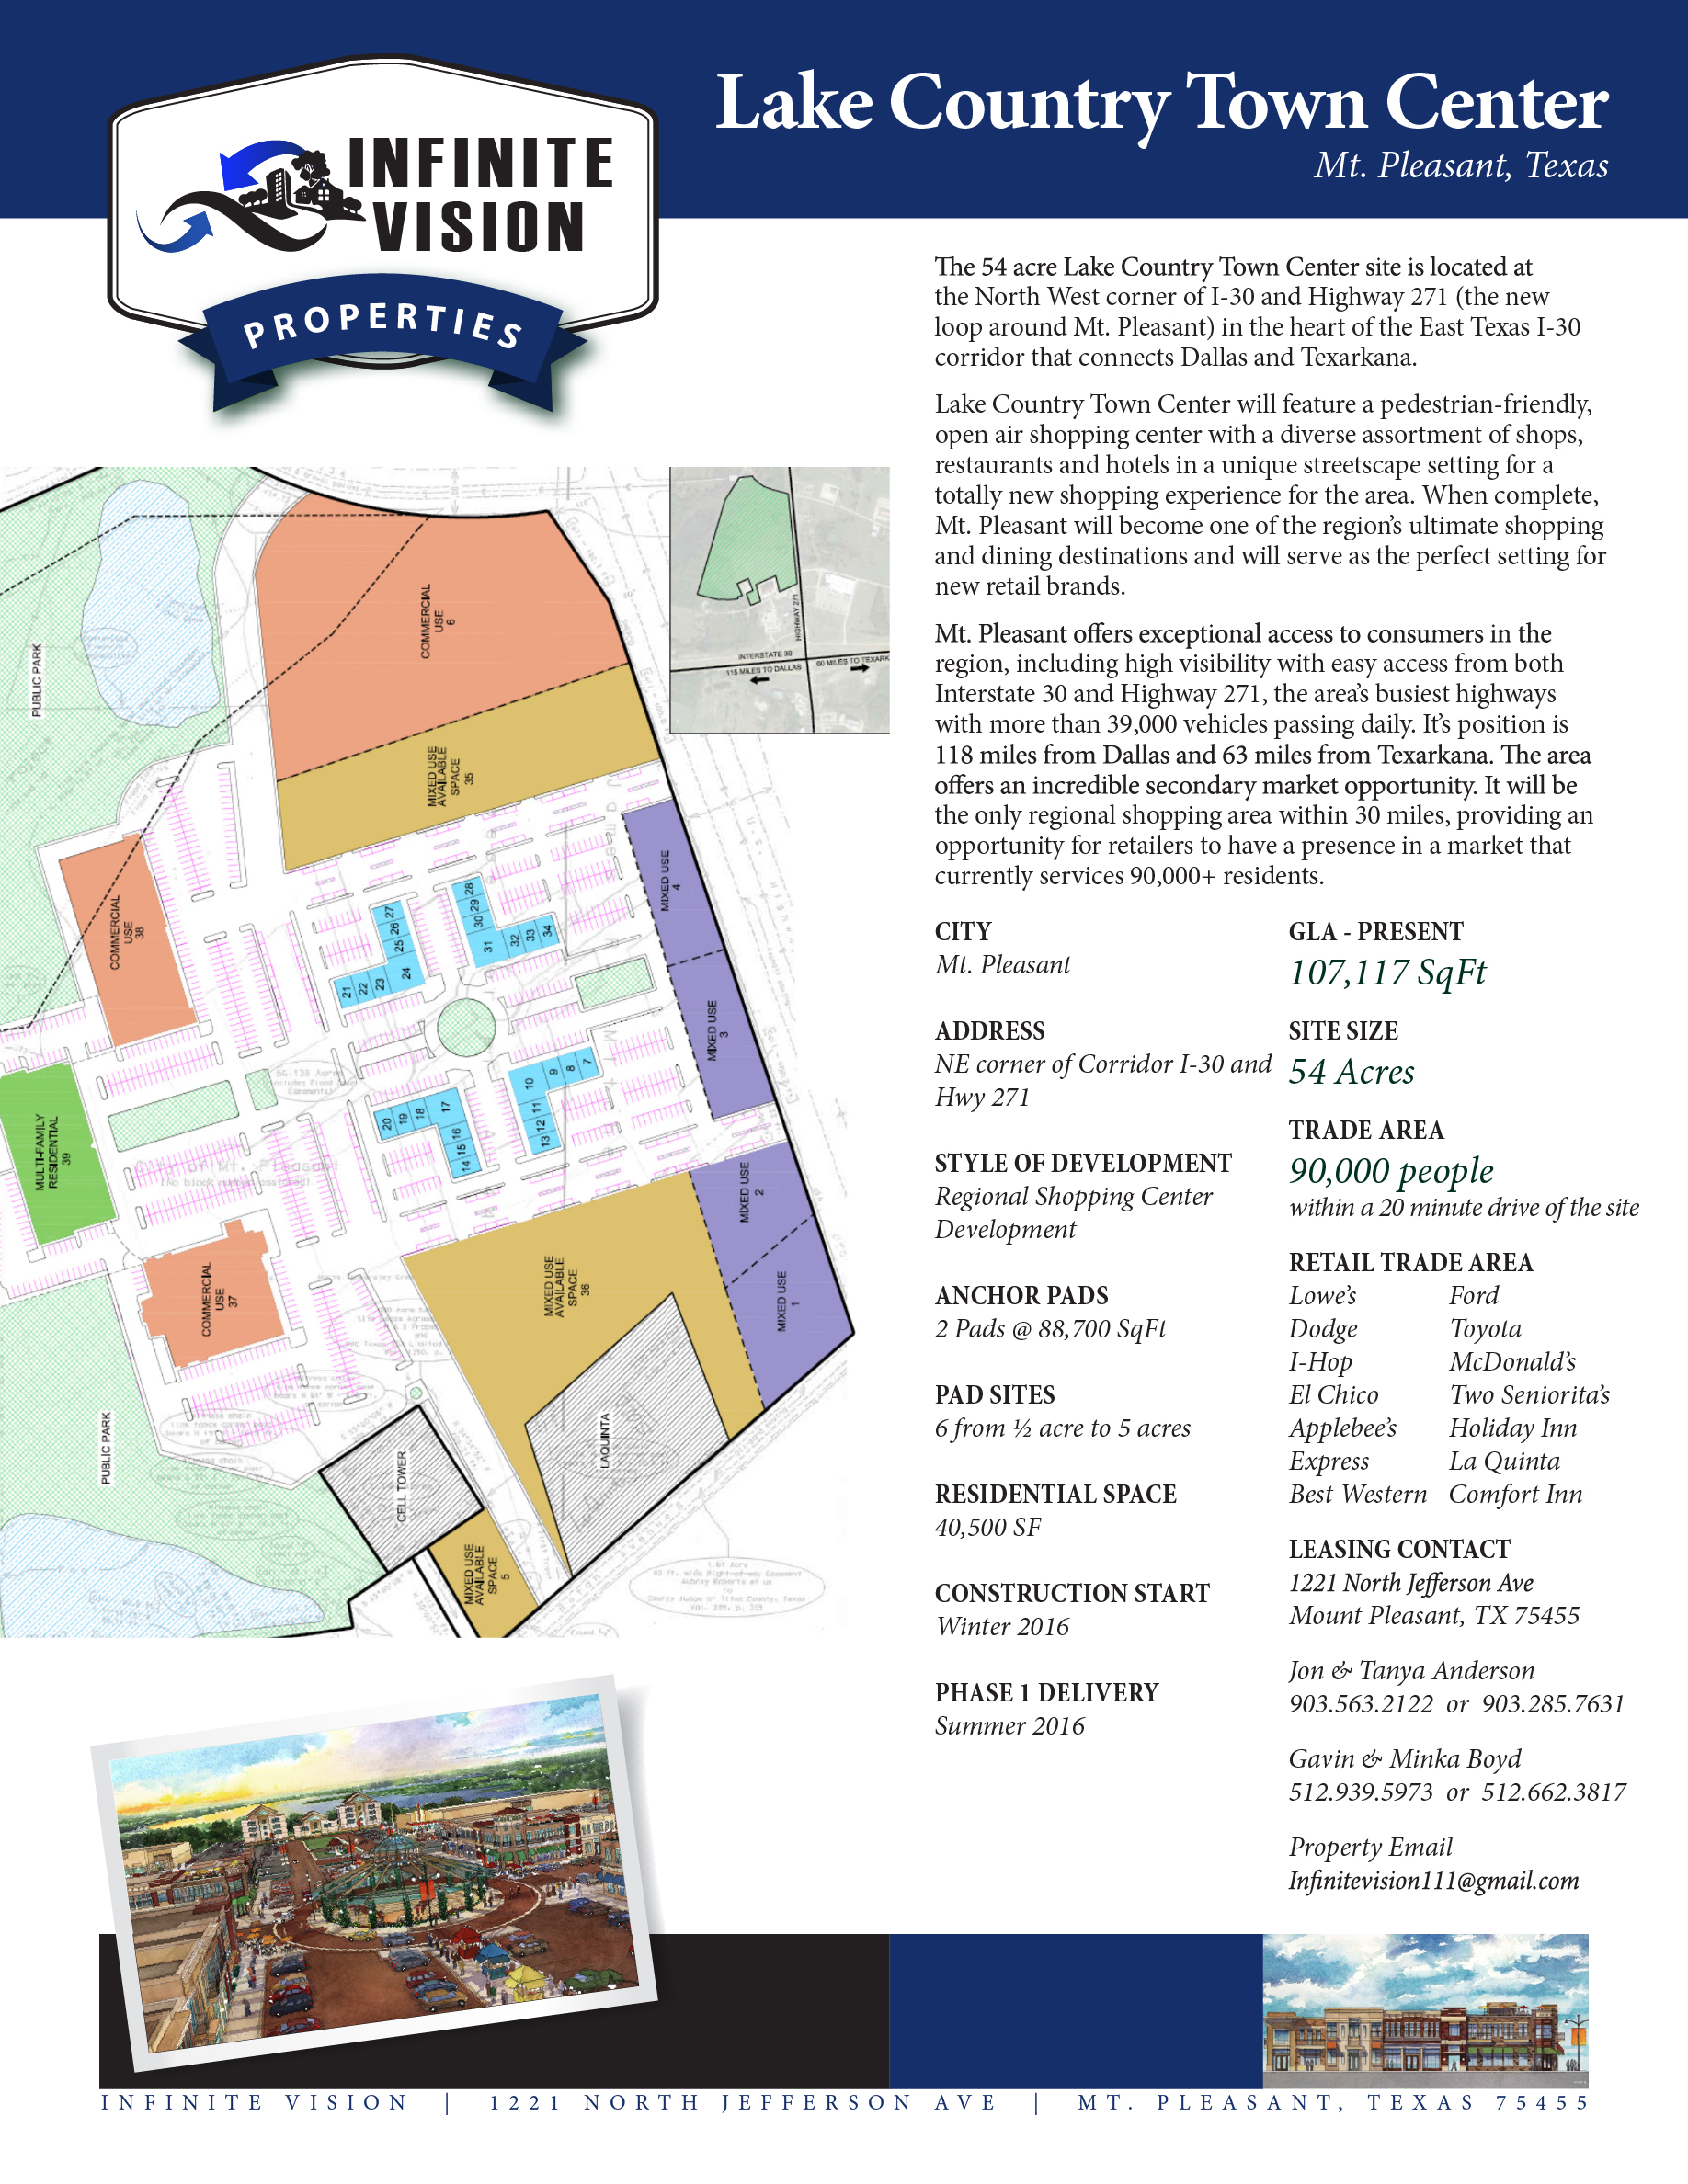 Lake Country Town Center
Mt. Pleasant, Texas
INFINITE
VISION
PROPERTIES
The 54 acre Lake Country Town Center site is located at
the North West corner of I-30 and Highway 271 (the new
loop around Mt. Pleasant) in the heart of the East Texas I-30
corridor that connects Dallas and Texarkana.
Lake Country Town Center will feature a pedestrian-friendly,
open air shopping center with a diverse assortment of shops,
restaurants and hotels in a unique streetscape setting for a
totally new shopping experience for the area. When complete,
Mt. Pleasant will become one of the region's ultimate shopping
and dining destinations and will serve as the perfect setting for
new retail brands.
Mt. Pleasant offers exceptional access to consumers in the
region, including high visibility with easy access from both
Interstate 30 and Highway 271, the area's busiest highways
with more than 39,000 vehicles passing daily. It's position is
118 miles from Dallas and 63 miles from Texarkana. The area
offers an incredible secondary market opportunity. It will be
the only regional shopping area within 30 miles, providing an
opportunity for retailers to have a presence in a market that
currently services 90,000+ residents.
CITY
Mt. Pleasant
ADDRESS
NE corner of Corridor I-30 and
Hwy 271
STYLE OF DEVELOPMENT
Regional Shopping Center
Development
ANCHOR PADS
2 Pads @ 88,700 SqFt
PAD SITES
6 from ½ acre to 5 acres
RESIDENTIAL SPACE
40,500 SF
CONSTRUCTION START
Winter 2016
PHASE 1 DELIVERY
Summer 2016
GLA - PRESENT
107,117 SqFt
SITE SIZE
54 Acres
TRADE AREA
90,000 people
within a 20 minute drive of the site
RETAIL TRADE AREA
Lowe's Ford
Dodge Toyota
I-Hop McDonald's
El Chico Two Seniorita's
Applebee's Holiday Inn
Express La Quinta
Best Western Comfort Inn
LEASING CONTACT
1221 North Jefferson Ave
Mount Pleasant, TX 75455
Jon & Tanya Anderson
903.563.2122 or 903.285.7631
Gavin & Minka Boyd
512.939.5973 or 512.662.3817
Property Email
Infinitevision111@gmail.com
PUBLIC PARK
COMMERCIAL
USE
6
MIXED USE
AVAILABLE
SPACE
35
HIGHWAY 271
INTERSTATE 30
115 MILES TO DALLAS
60 MILES TO TEXARK
COMMERCIAL
USE
38
MIXED USE
4
MIXED USE
3
MIXED USE
2
MIXED USE
1
21
22
23
24
25
26
27
28
29
30
31
32
33
34
7
8
9
10
11
12
13
14
15
16
17
18
19
20
MULTI-FAMILY
RESIDENTIAL
39
COMMERCIAL
USE
37
MIXED USE
AVAILABLE
SPACE
36
LAQUINTA
CELL TOWER
PUBLIC PARK
MIXED USE
AVAILABLE
SPACE
5
INFINITE VISION | 1221 NORTH JEFFERSON AVE | MT. PLEASANT, TEXAS 75455